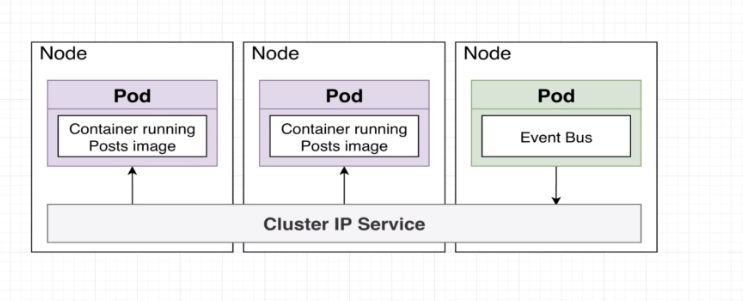 Node
Node
Node
Pod
Pod
Pod
Container running
Posts image
Container running
Posts image
Event Bus
Cluster IP Service